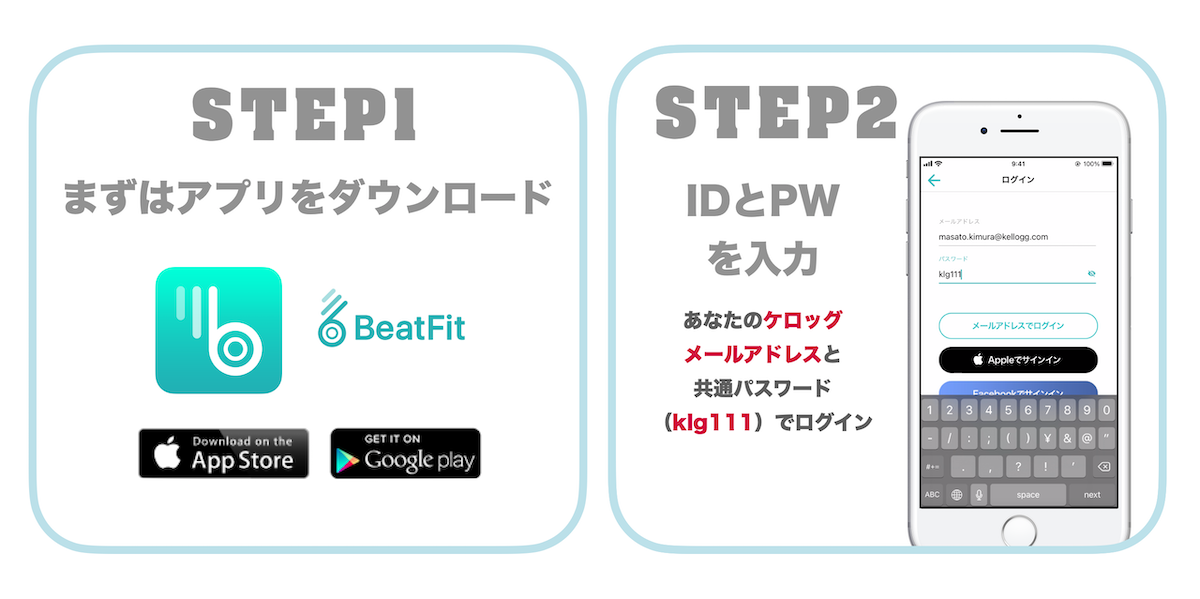 STEP1
まずはアプリをダウンロード
BeatFit
Download on the
App Store
GET IT ON
Google play
STEP2
IDとPW
を入力
あなたのケロッグ
メールアドレスと
共通パスワード
（klg111）でログイン
9:41
100%
ログイン
メールアドレス
masato.kimura@kellogg.com
パスワード
klg111
メールアドレスでログイン
Appleでサインイン
Facebookでサインイン
1 2 3 4 5 6 7 8 9 0
- / : ; ( ) ¥ & @ "
#+= . , ? ! ' 
ABC space next